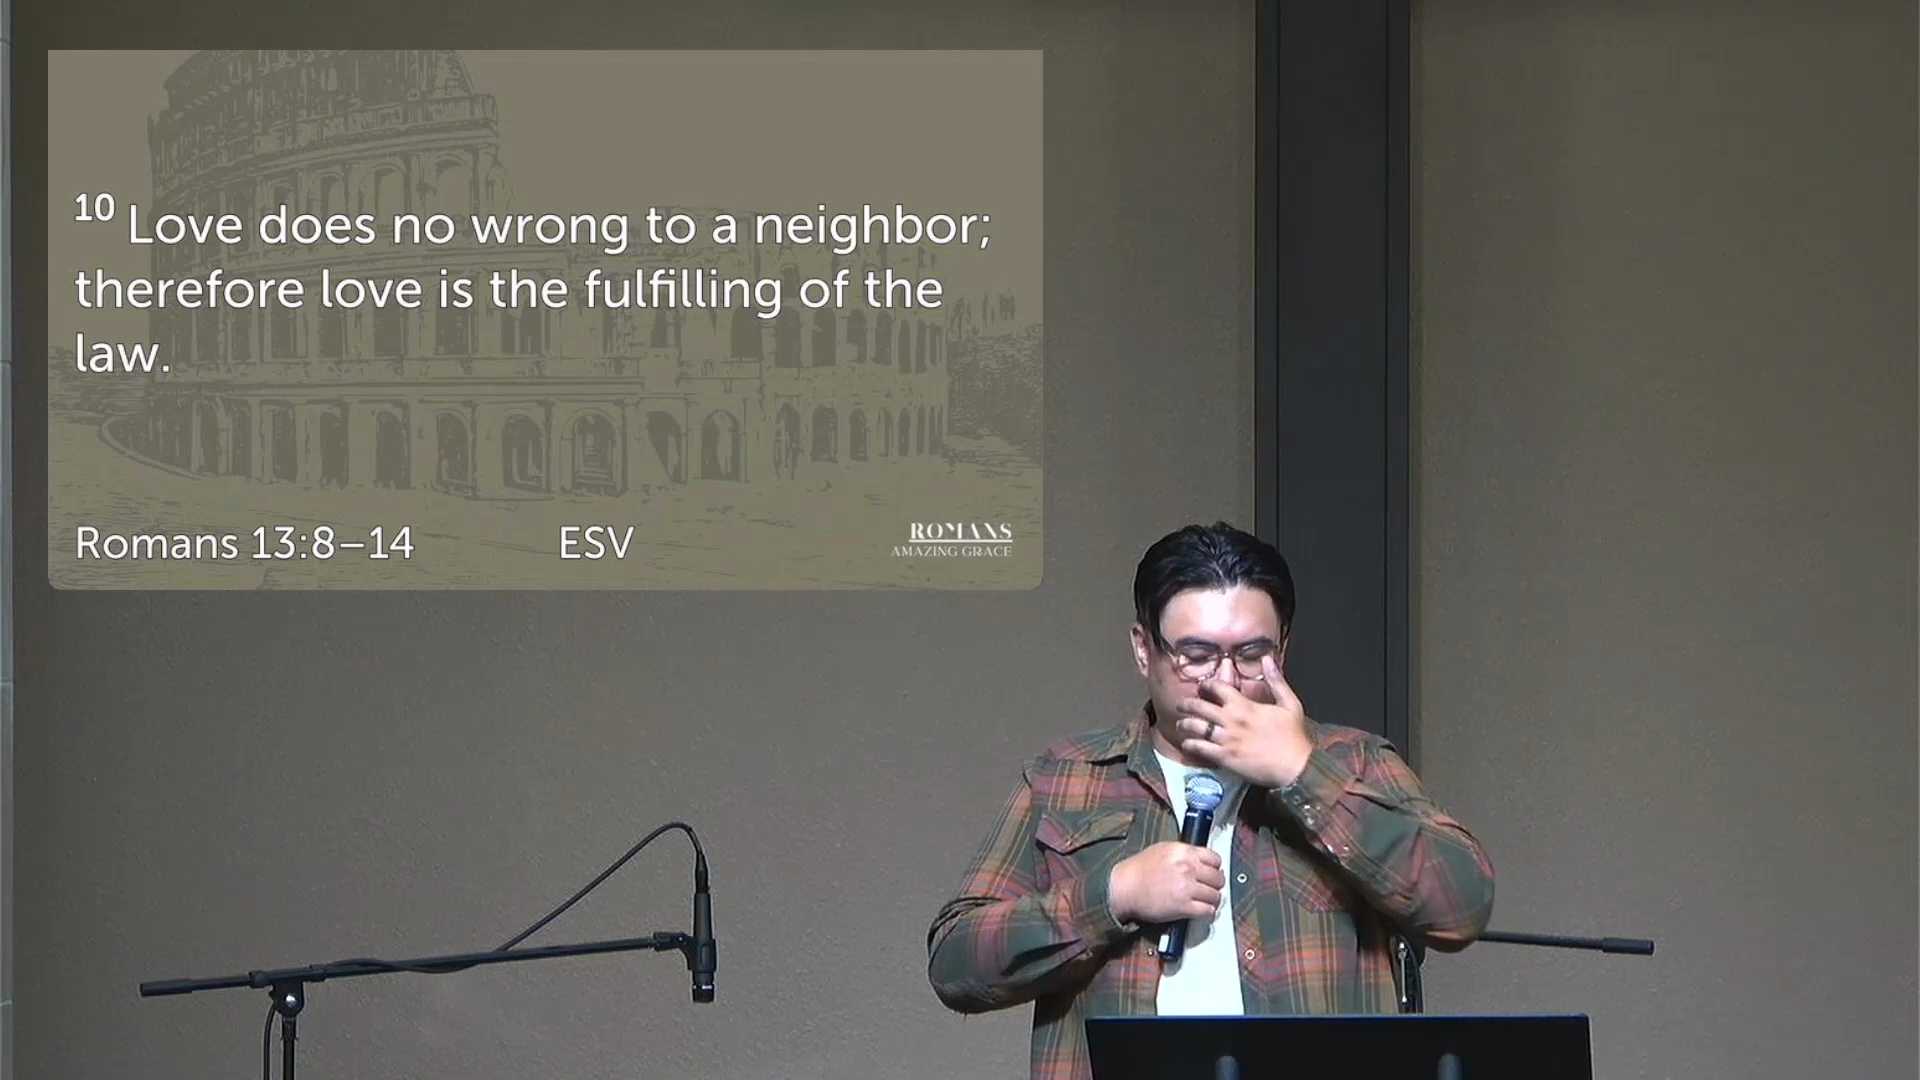 10 Love does no wrong to a neighbor;
therefore love is the fulfilling of the
law.
Romans 13:8–14 ESV
ROMANS
AMAZING GRACE